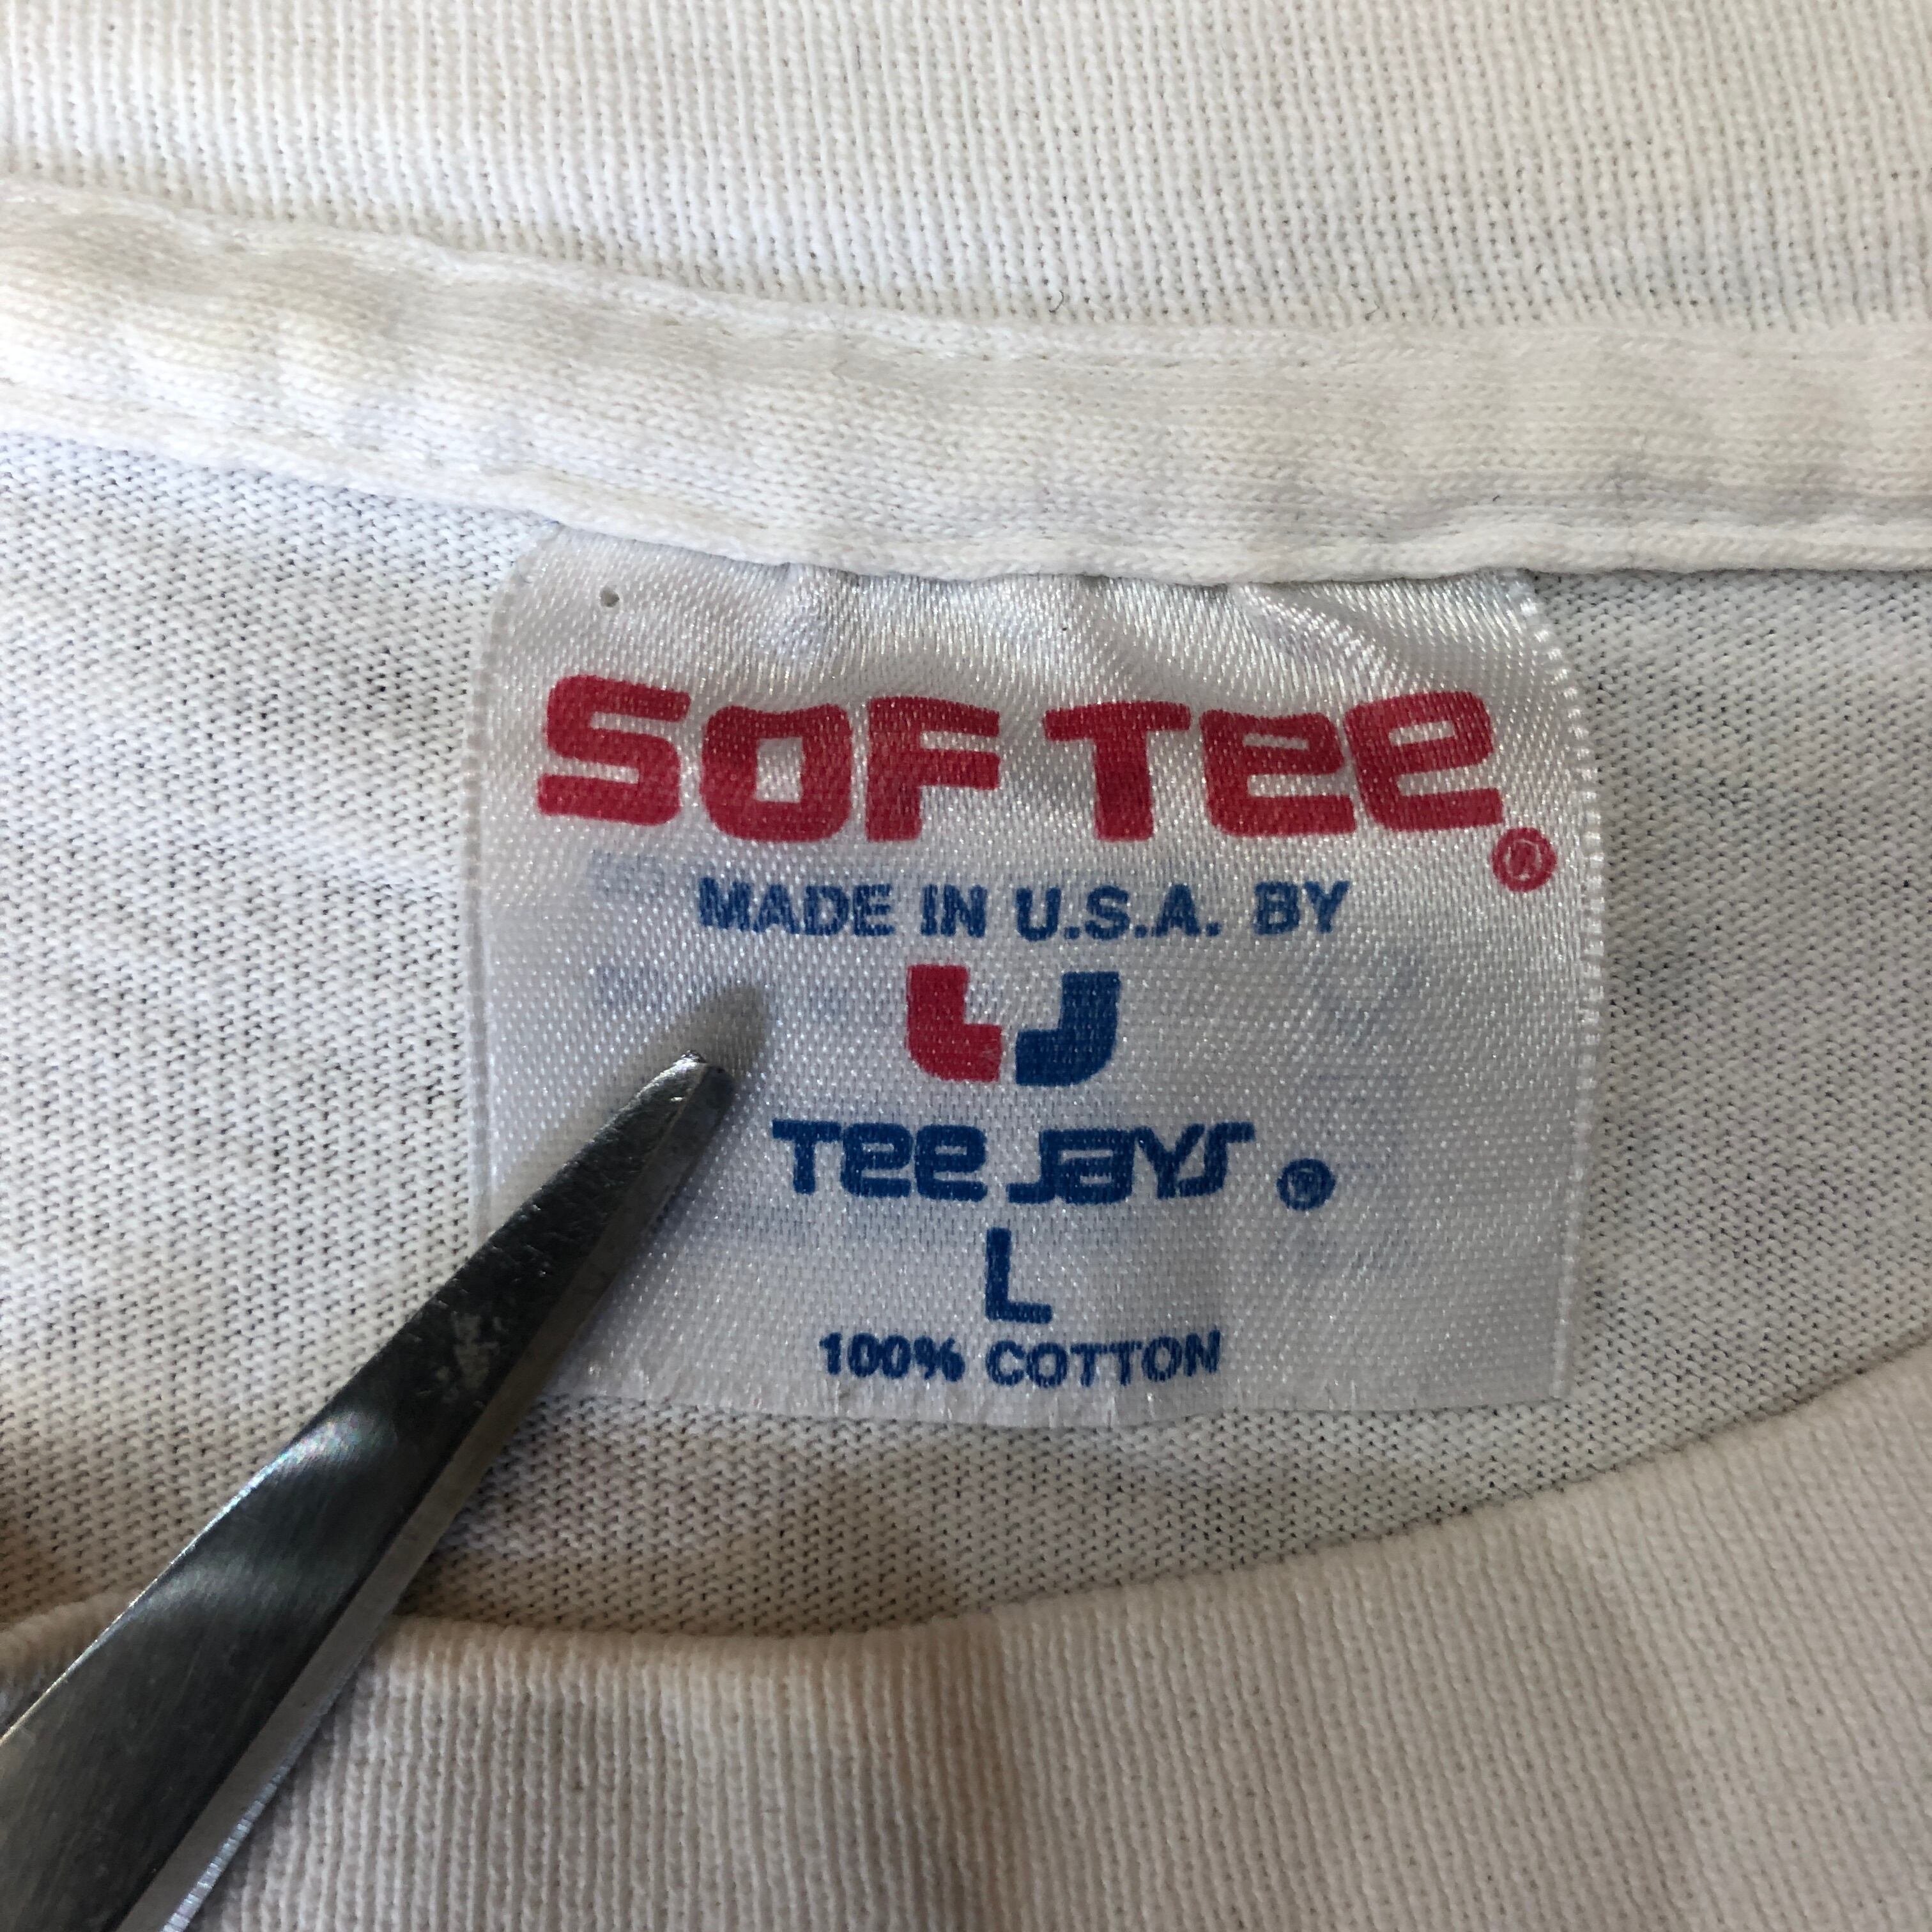 SOF TEE®
MADE IN U.S.A. BY
TEE JAYS®
L
100% COTTON